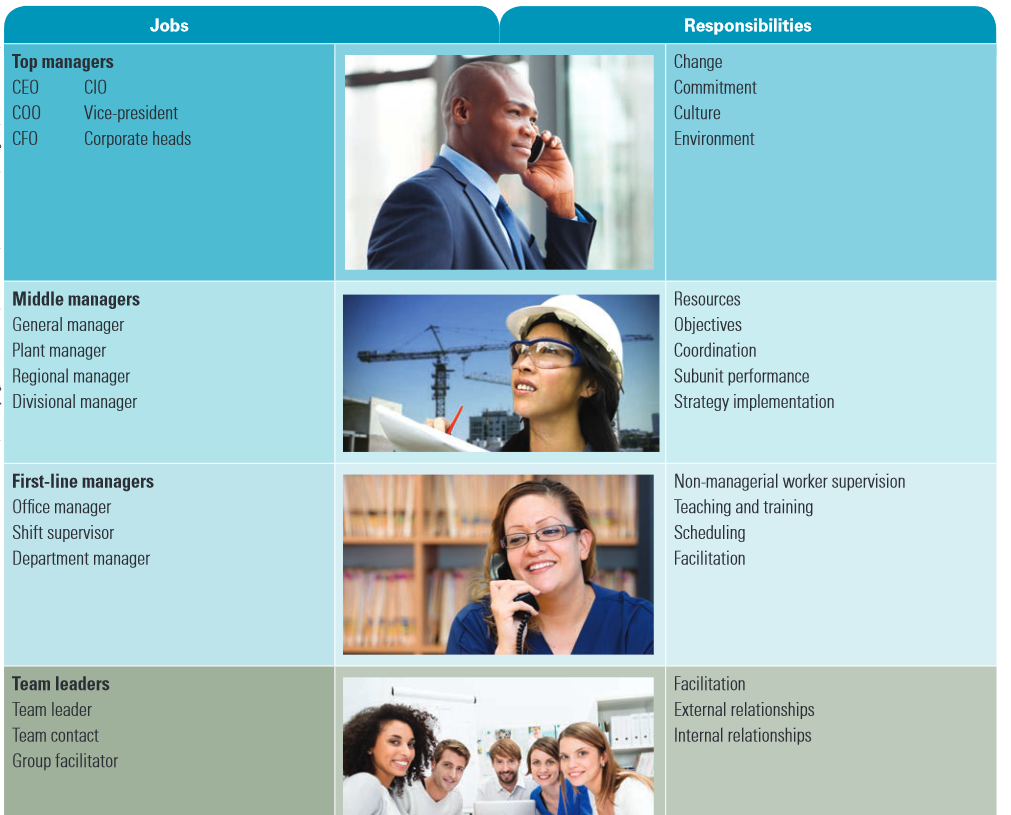 Jobs
Responsibilities
Top managers
CEO CIO
COO Vice-president
CFO Corporate heads
Change
Commitment
Culture
Environment
Middle managers
General manager
Plant manager
Regional manager
Divisional manager
Resources
Objectives
Coordination
Subunit performance
Strategy implementation
First-line managers
Office manager
Shift supervisor
Department manager
Non-managerial worker supervision
Teaching and training
Scheduling
Facilitation
Team leaders
Team leader
Team contact
Group facilitator
Facilitation
External relationships
Internal relationships